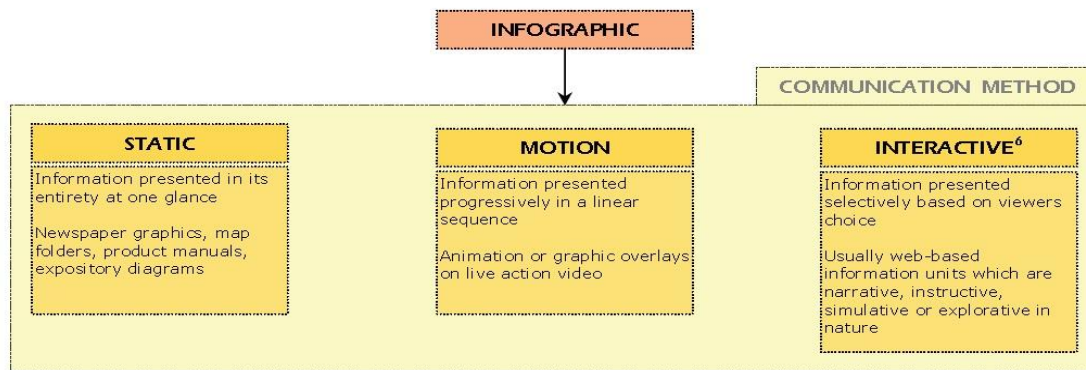 INFOGRAPHIC
COMMUNICATION METHOD
STATIC
Information presented in its
entirety at one glance
Newspaper graphics, map
folders, product manuals,
expository diagrams
MOTION
Information presented
progressively in a linear
sequence
Animation or graphic overlays
on live action video
INTERACTIVE⁶
Information presented
selectively based on viewers
choice
Usually web-based
information units which are
narrative, instructive,
simulative or explorative in
nature